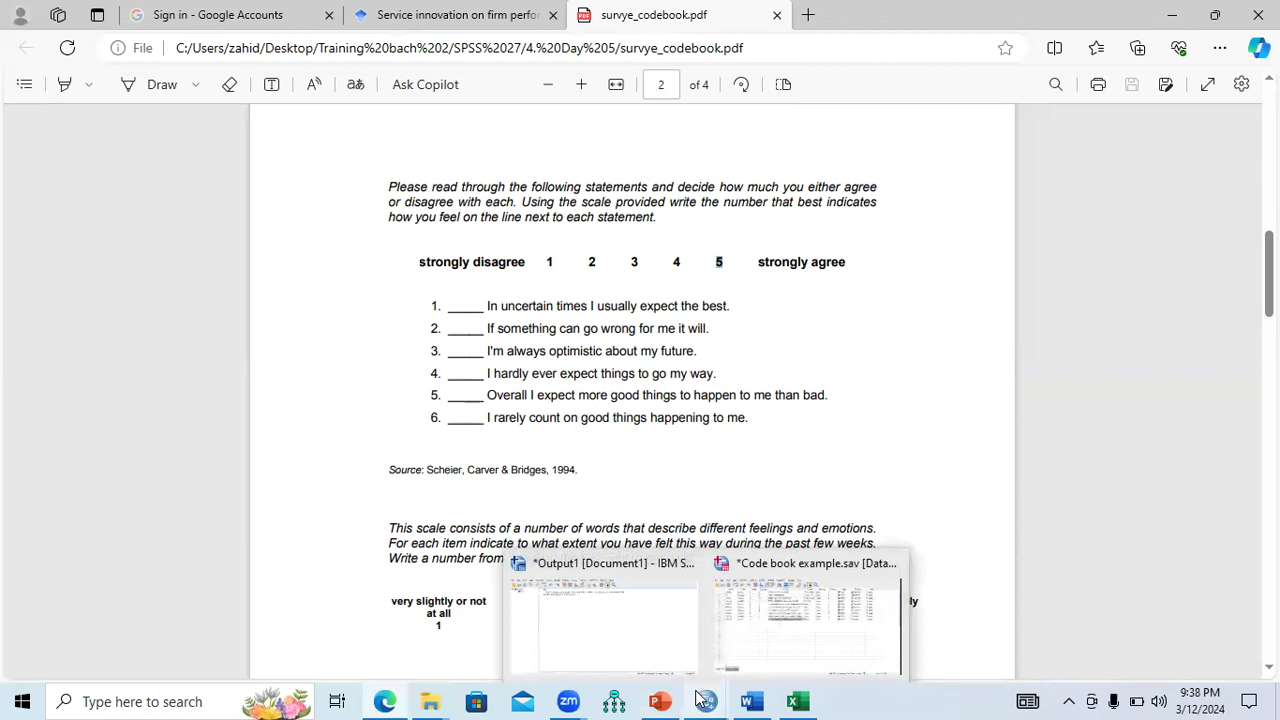 Sign in - Google Accounts
Service innovation on firm perfo
survye_codebook.pdf
File
C:/Users/zahid/Desktop/Training%20bach%202/SPSS%2027/4.%20Day%205/survye_codebook.pdf
Draw
aあ
Ask Copilot
2
of 4
Please read through the following statements and decide how much you either agree
or disagree with each. Using the scale provided write the number that best indicates
how you feel on the line next to each statement.
strongly disagree 1 2 3 4 5 strongly agree
1. _____ In uncertain times I usually expect the best.
2. _____ If something can go wrong for me it will.
3. _____ I'm always optimistic about my future.
4. _____ I hardly ever expect things to go my way.
5. _____ Overall I expect more good things to happen to me than bad.
6. _____ I rarely count on good things happening to me.
Source: Scheier, Carver & Bridges, 1994.
This scale consists of a number of words that describe different feelings and emotions.
For each item indicate to what extent you have felt this way during the past few weeks.
Write a number from
*Output1 [Document1] - IBM S...
*Code book example.sav [Data...
very slightly or not
at all
1
ly
Type here to search
9:38 PM
3/12/2024